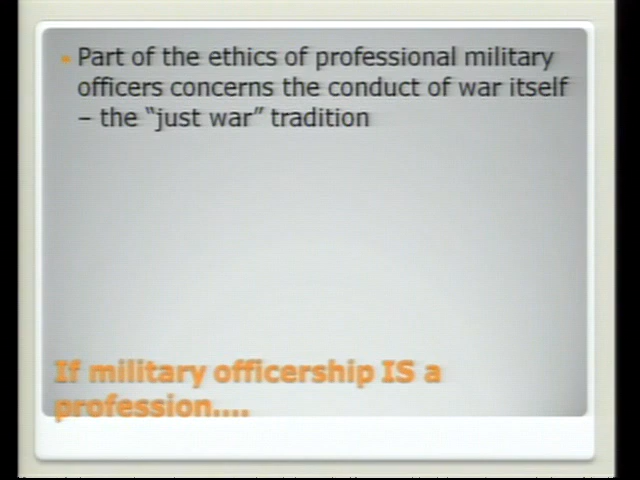 Part of the ethics of professional military
officers concerns the conduct of war itself
– the “just war” tradition
If military officership IS a
profession....